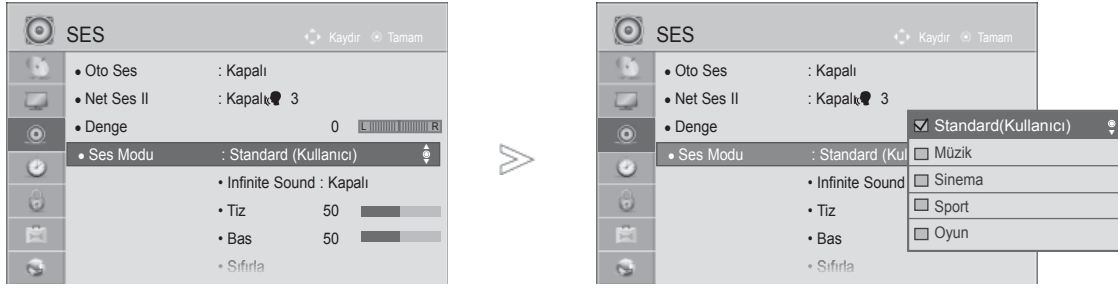 SES Kaydır Tamam
• Oto Ses : Kapalı
• Net Ses II : Kapalı 3
• Denge 0 L R
• Ses Modu : Standard (Kullanıcı)
• Infinite Sound : Kapalı
• Tiz 50
• Bas 50
• Sıfırla
>
SES Kaydır Tamam
• Oto Ses : Kapalı
• Net Ses II : Kapalı 3
• Denge
• Ses Modu : Standard (Kul
• Infinite Sound
• Tiz
• Bas
• Sıfırla
Standard(Kullanıcı)
Müzik
Sinema
Sport
Oyun